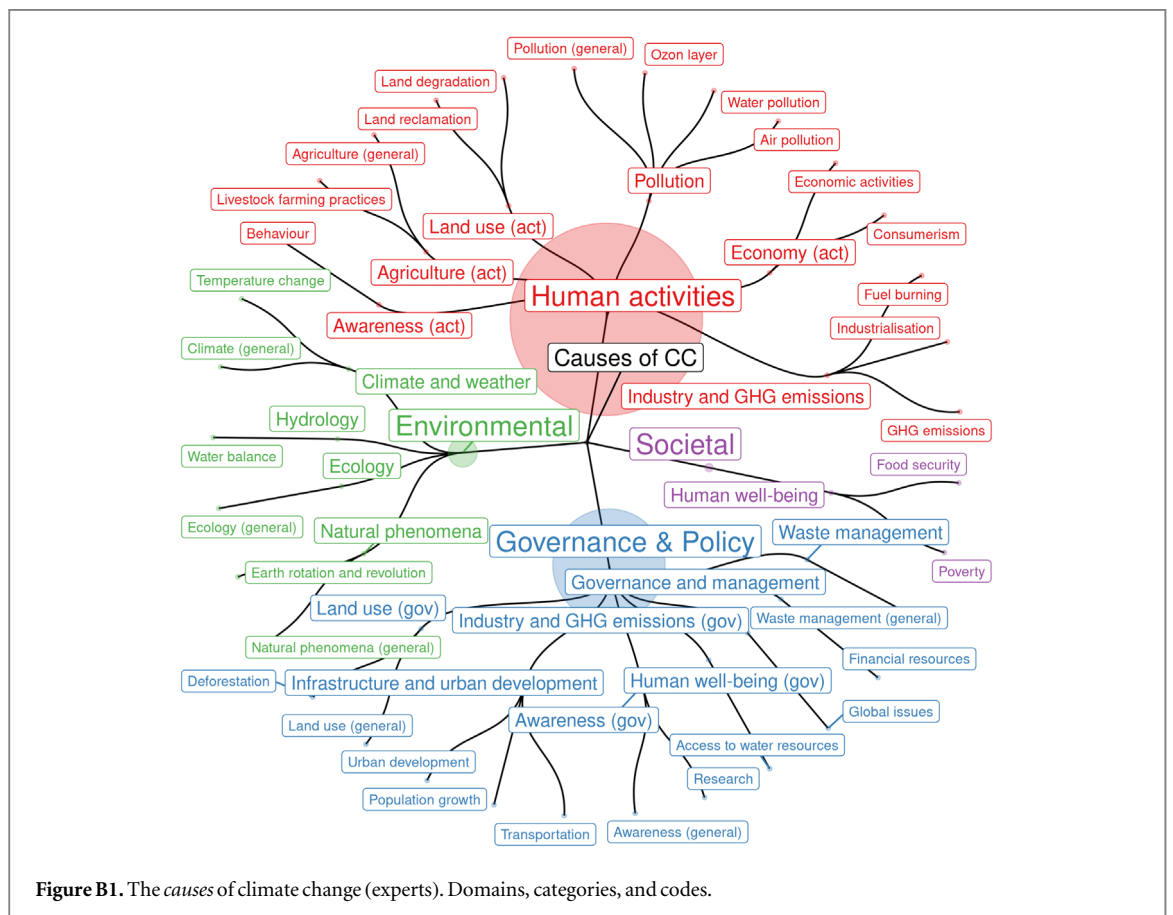 Pollution (general)
Ozon layer
Land degradation
Water pollution
Land reclamation
Air pollution
Agriculture (general)
Pollution
Economic activities
Livestock farming practices
Land use (act)
Behaviour
Consumerism
Economy (act)
Agriculture (act)
Temperature change
Human activities
Fuel burning
Awareness (act)
Industrialisation
Climate (general)
Causes of CC
Climate and weather
Industry and GHG emissions
Hydrology
Environmental
GHG emissions
Societal
Water balance
Ecology
Food security
Human well-being
Ecology (general)
Natural phenomena
Waste management
Governance & Policy
Earth rotation and revolution
Poverty
Governance and management
Land use (gov)
Industry and GHG emissions (gov)
Waste management (general)
Natural phenomena (general)
Financial resources
Deforestation
Infrastructure and urban development
Human well-being (gov)
Global issues
Land use (general)
Awareness (gov)
Access to water resources
Urban development
Research
Population growth
Transportation
Awareness (general)
Figure B1. The causes of climate change (experts). Domains, categories, and codes.